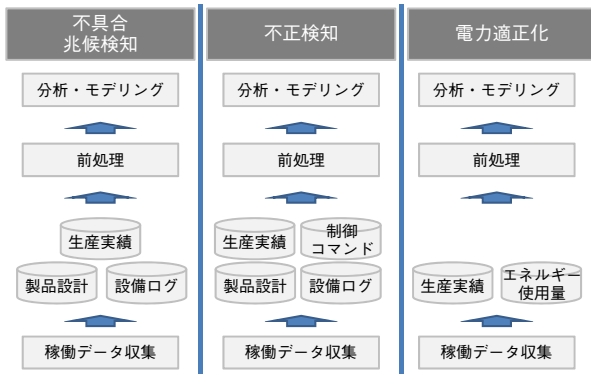 不具合
兆候検知
分析・モデリング
前処理
生産実績
製品設計
設備ログ
稼働データ収集
不正検知
分析・モデリング
前処理
生産実績
制御
コマンド
製品設計
設備ログ
稼働データ収集
電力適正化
分析・モデリング
前処理
生産実績
エネルギー
使用量
稼働データ収集